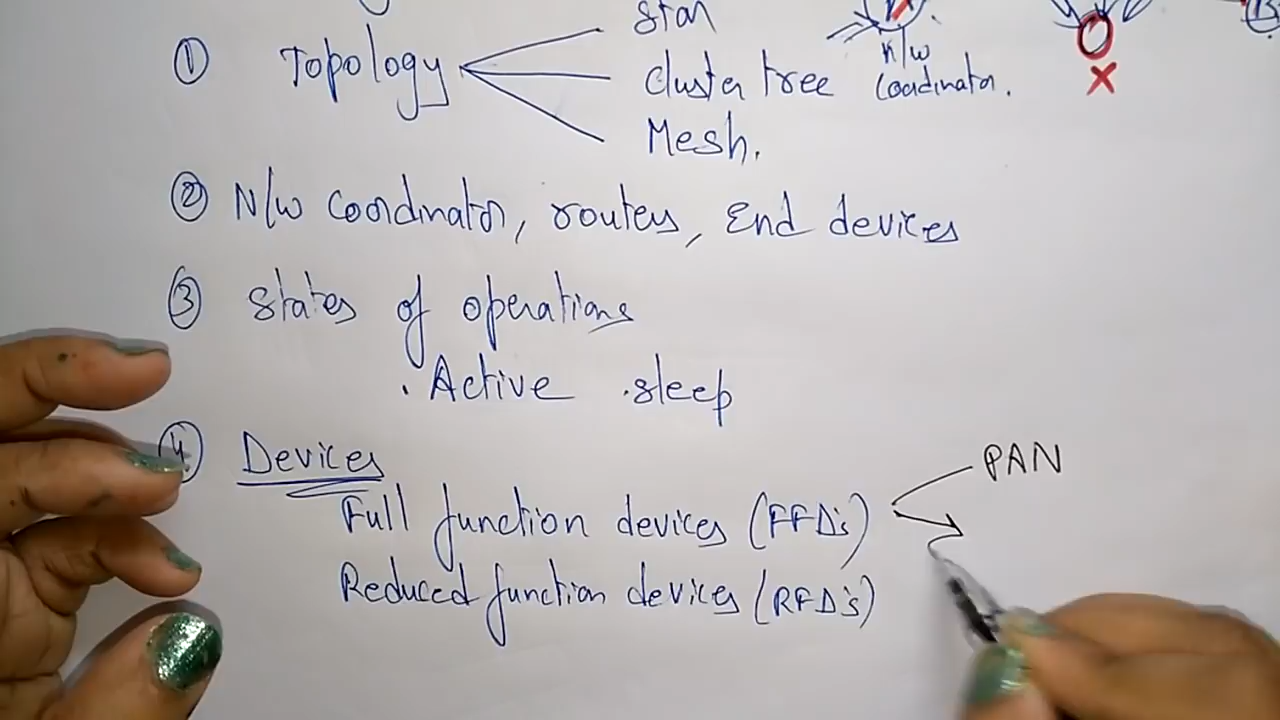 Star
① Topology
Cluster tree
N/w
Coordinator.
Mesh.
② N/w Coordinator, routers, End devices
③ States of operations
. Active . sleep
④ Devices
PAN
Full function devices (FFD's)
Reduced function devices (RFD's)